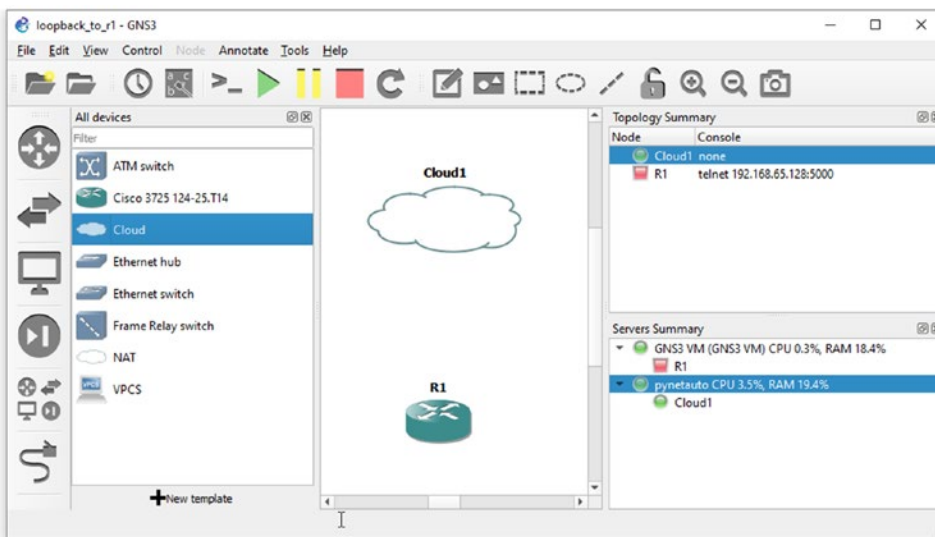 loopback_to_r1 - GNS3
File Edit View Control Node Annotate Tools Help
All devices
Filter
ATM switch
Cisco 3725 124-25.T14
Cloud
Ethernet hub
Ethernet switch
Frame Relay switch
NAT
VPCS
New template
Cloud1
R1
Topology Summary
Node Console
Cloud1 none
R1 telnet 192.168.65.128:5000
Servers Summary
GNS3 VM (GNS3 VM) CPU 0.3%, RAM 18.4%
R1
pynetauto CPU 3.5%, RAM 19.4%
Cloud1